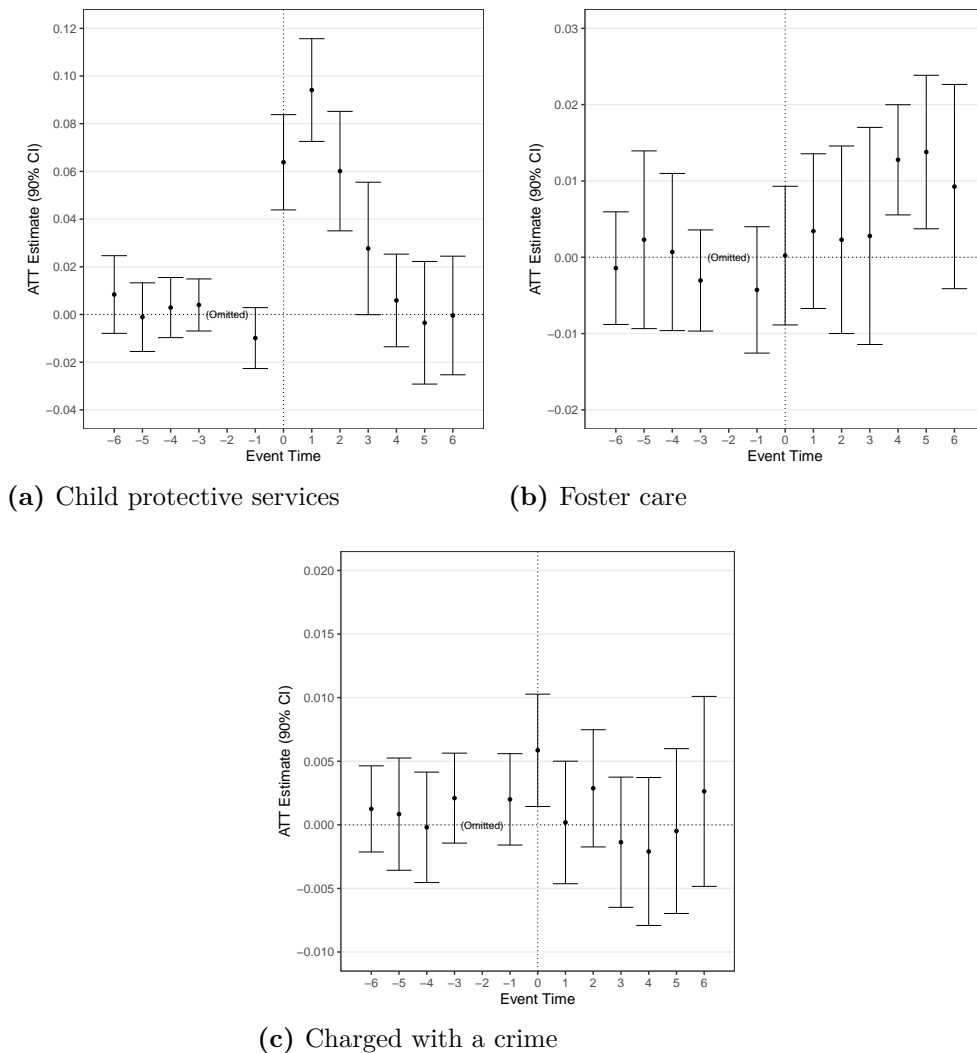 0.12
0.10
0.08
0.06
0.04
0.02
0.00
−0.02
−0.04
ATT Estimate (90% CI)
(Omitted)
−6 −5 −4 −3 −2 −1 0 1 2 3 4 5 6
Event Time
(a) Child protective services
0.03
0.02
0.01
0.00
−0.01
−0.02
ATT Estimate (90% CI)
(Omitted)
−6 −5 −4 −3 −2 −1 0 1 2 3 4 5 6
Event Time
(b) Foster care
0.020
0.015
0.010
0.005
0.000
−0.005
−0.010
ATT Estimate (90% CI)
(Omitted)
−6 −5 −4 −3 −2 −1 0 1 2 3 4 5 6
Event Time
(c) Charged with a crime